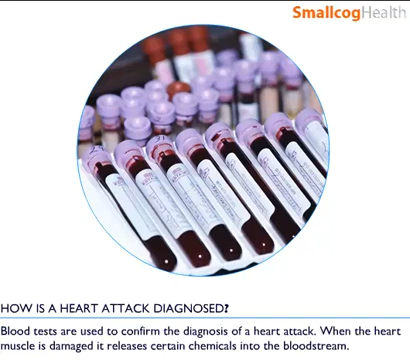 SmallcogHealth
HOW IS A HEART ATTACK DIAGNOSED?
Blood tests are used to confirm the diagnosis of a heart attack. When the heart
muscle is damaged it releases certain chemicals into the bloodstream.